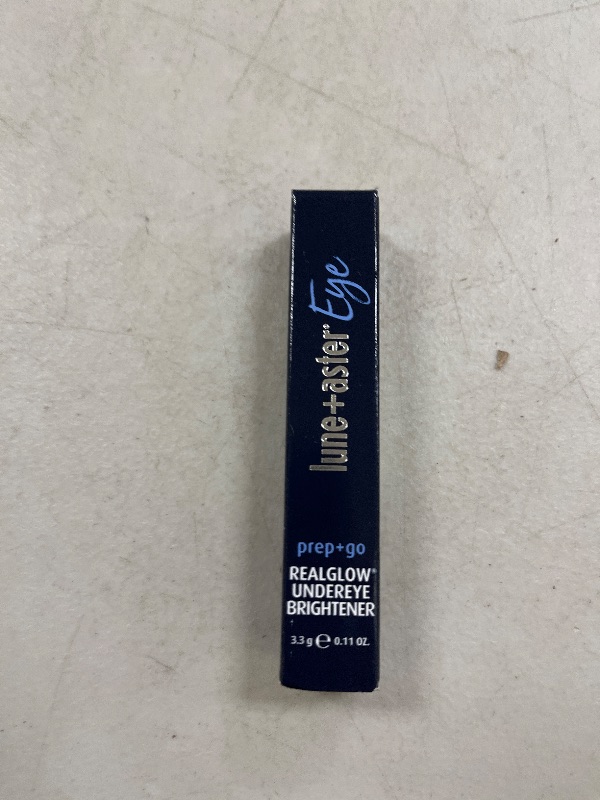 lune+aster® Eye
prep+go
REALGLOW®
UNDEREYE
BRIGHTENER
3.3 g ℮ 0.11 OZ.